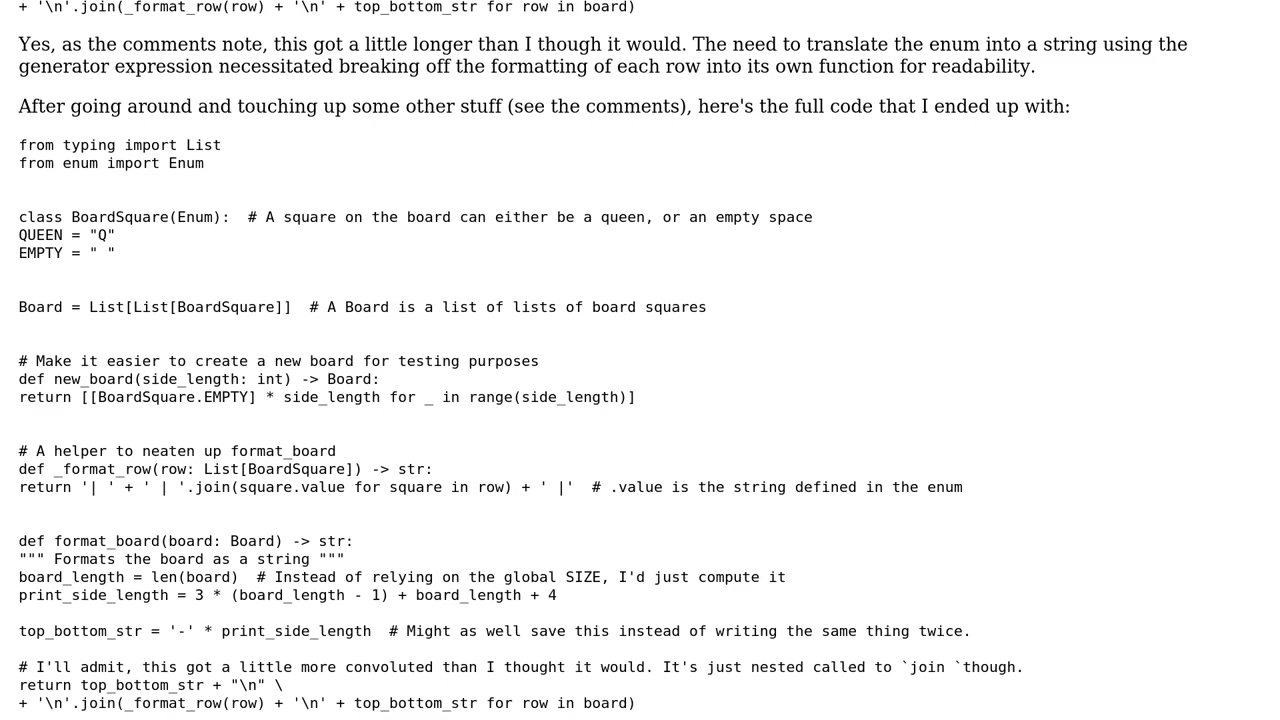 + '\n'.join(_format_row(row) + '\n' + top_bottom_str for row in board)
Yes, as the comments note, this got a little longer than I though it would. The need to translate the enum into a string using the
generator expression necessitated breaking off the formatting of each row into its own function for readability.
After going around and touching up some other stuff (see the comments), here's the full code that I ended up with:
from typing import List
from enum import Enum
class BoardSquare(Enum):  # A square on the board can either be a queen, or an empty space
QUEEN = "Q"
EMPTY = " "
Board = List[List[BoardSquare]]  # A Board is a list of lists of board squares
# Make it easier to create a new board for testing purposes
def new_board(side_length: int) -> Board:
return [[BoardSquare.EMPTY] * side_length for _ in range(side_length)]
# A helper to neaten up format_board
def _format_row(row: List[BoardSquare]) -> str:
return '| ' + ' | '.join(square.value for square in row) + ' |'  # .value is the string defined in the enum
def format_board(board: Board) -> str:
""" Formats the board as a string """
board_length = len(board)  # Instead of relying on the global SIZE, I'd just compute it
print_side_length = 3 * (board_length - 1) + board_length + 4
top_bottom_str = '-' * print_side_length  # Might as well save this instead of writing the same thing twice.
# I'll admit, this got a little more convoluted than I thought it would. It's just nested called to `join `though.
return top_bottom_str + "\n" \
+ '\n'.join(_format_row(row) + '\n' + top_bottom_str for row in board)